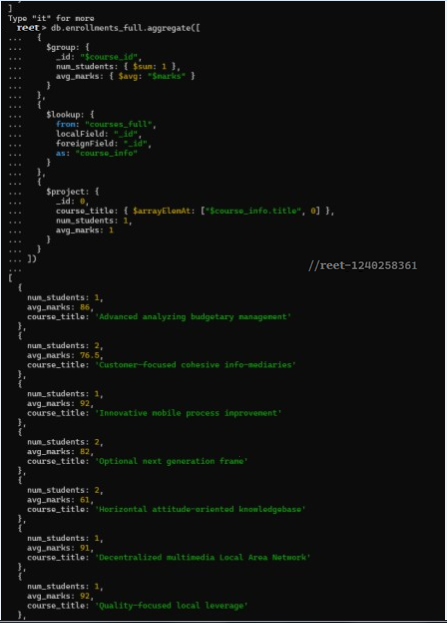 ]
Type "it" for more
reet> db.enrollments_full.aggregate([
...   {
...     $group: {
...       _id: "$course_id",
...       num_students: { $sum: 1 },
...       avg_marks: { $avg: "$marks" }
...     }
...   },
...   {
...     $lookup: {
...       from: "courses_full",
...       localField: "_id",
...       foreignField: "_id",
...       as: "course_info"
...     }
...   },
...   {
...     $project: {
...       _id: 0,
...       course_title: { $arrayElemAt: ["$course_info.title", 0] },
...       num_students: 1,
...       avg_marks: 1
...     }
...   }
... ])
... //reet-1240258361
[
  {
    num_students: 1,
    avg_marks: 86,
    course_title: 'Advanced analyzing budgetary management'
  },
  {
    num_students: 2,
    avg_marks: 76.5,
    course_title: 'Customer-focused cohesive info-mediaries'
  },
  {
    num_students: 1,
    avg_marks: 92,
    course_title: 'Innovative mobile process improvement'
  },
  {
    num_students: 2,
    avg_marks: 82,
    course_title: 'Optional next generation frame'
  },
  {
    num_students: 2,
    avg_marks: 61,
    course_title: 'Horizontal attitude-oriented knowledgebase'
  },
  {
    num_students: 1,
    avg_marks: 91,
    course_title: 'Decentralized multimedia Local Area Network'
  },
  {
    num_students: 1,
    avg_marks: 92,
    course_title: 'Quality-focused local leverage'
  },